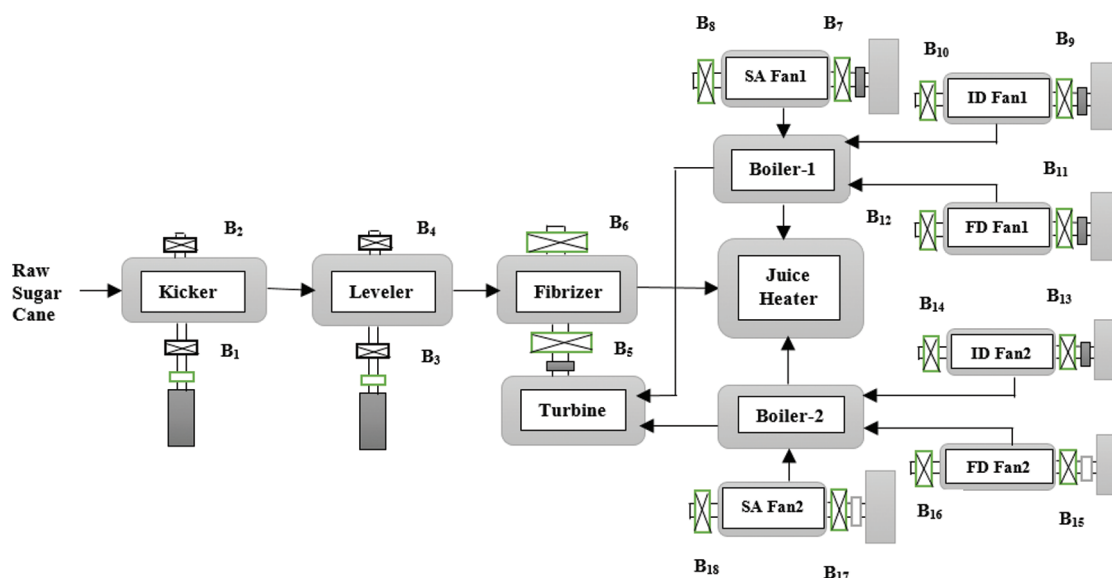 B8
B7
B10
B9
SA Fan1
ID Fan1
Boiler-1
B11
B12
FD Fan1
B2
B4
B6
Raw
Sugar
Cane
Kicker
Leveler
Fibrizer
Juice
Heater
B14
B13
B1
B3
B5
ID Fan2
Turbine
Boiler-2
FD Fan2
SA Fan2
B16
B15
B18
B17